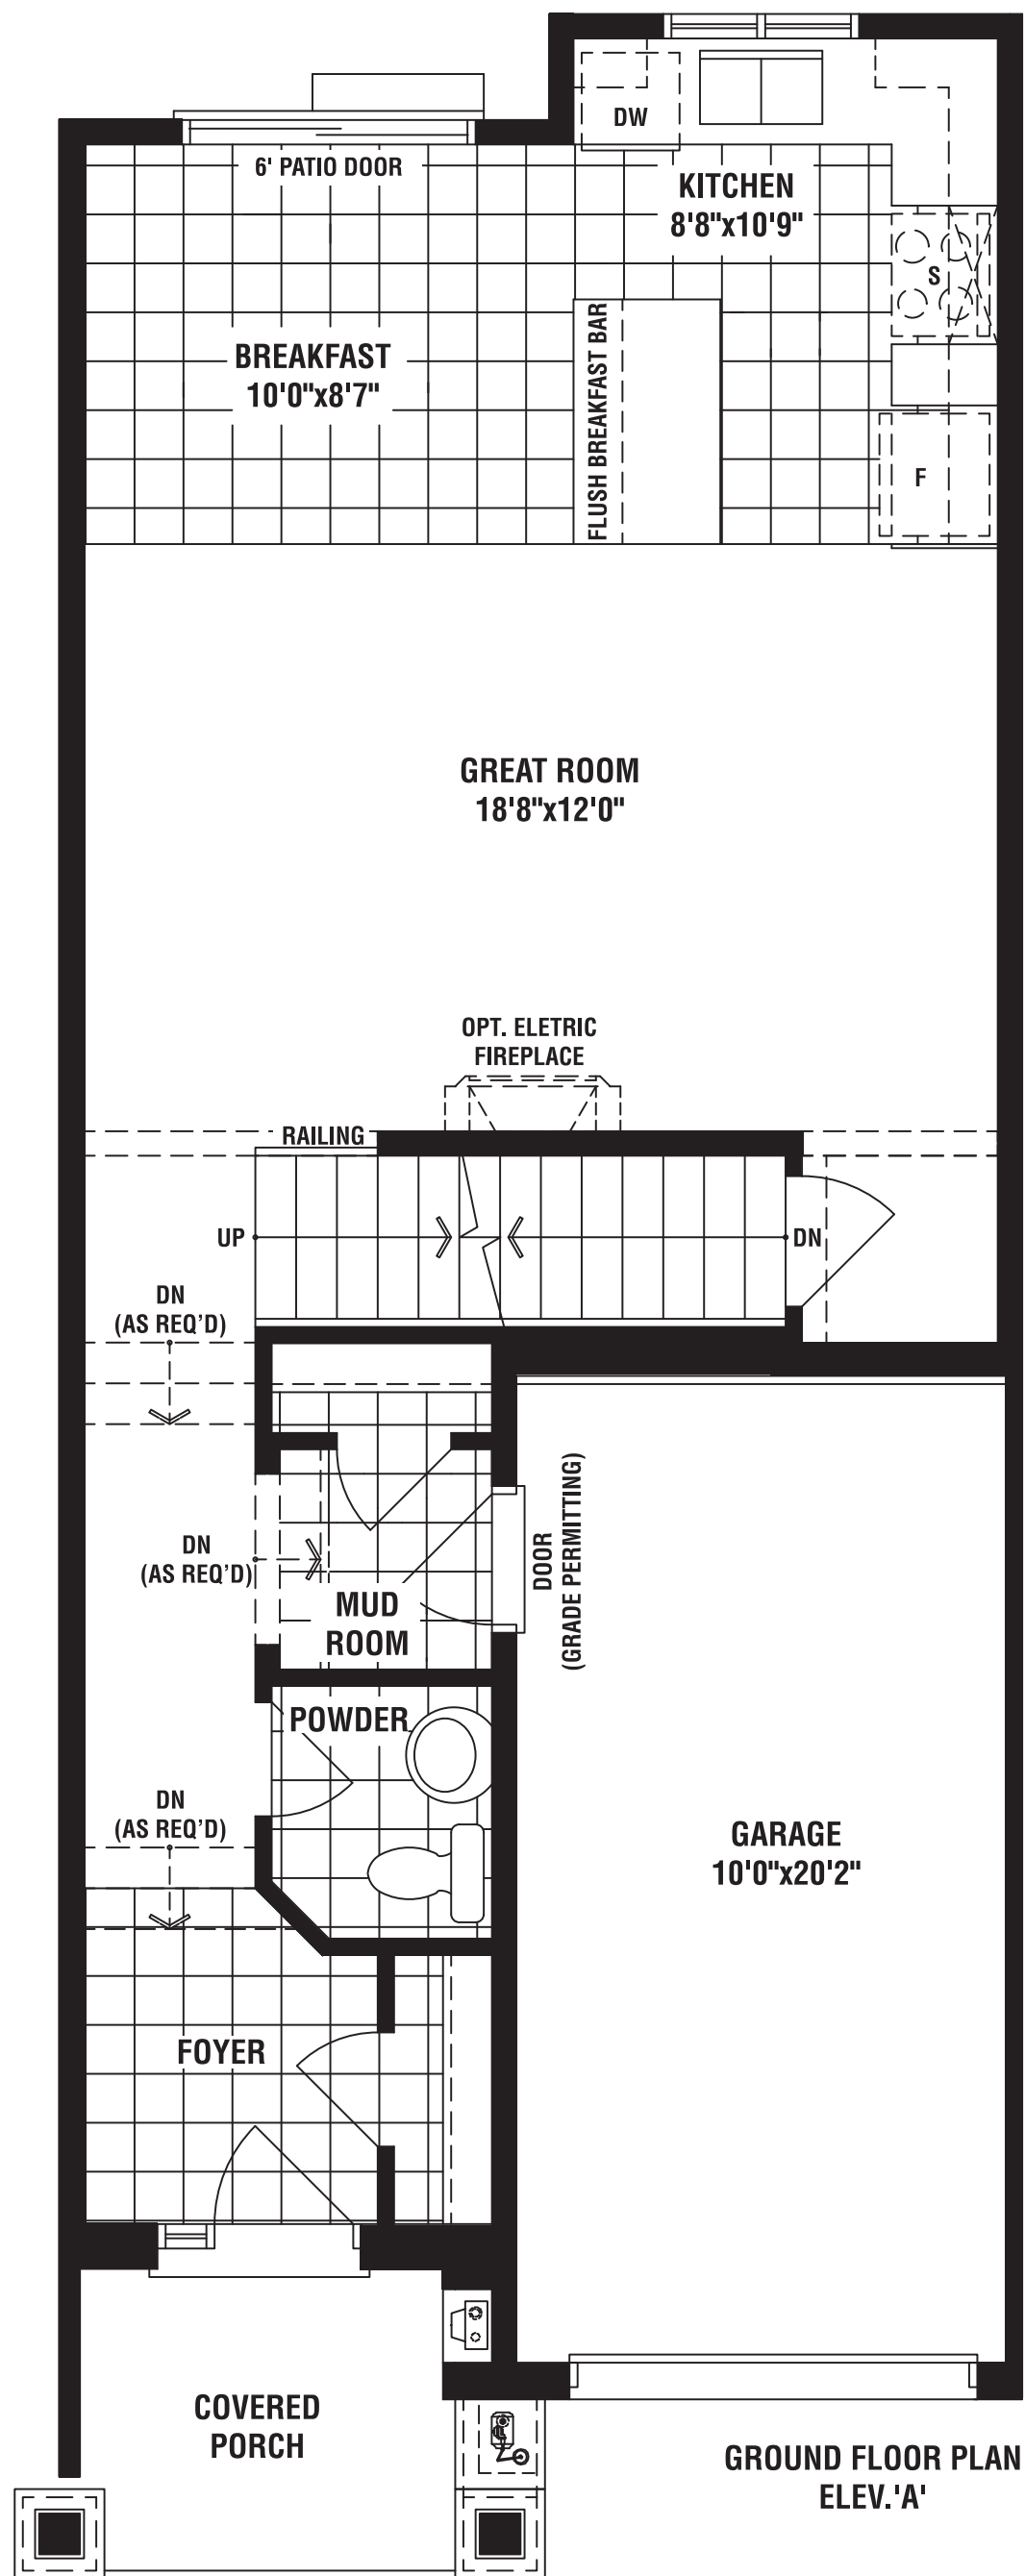 6' PATIO DOOR
DW
KITCHEN
8'8"x10'9"
S
BREAKFAST
10'0"x8'7"
FLUSH BREAKFAST BAR
F
GREAT ROOM
18'8"x12'0"
OPT. ELETRIC
FIREPLACE
RAILING
UP
DN
DN
(AS REQ'D)
DN
(AS REQ'D)
DOOR
(GRADE PERMITTING)
MUD
ROOM
POWDER
DN
(AS REQ'D)
GARAGE
10'0"x20'2"
FOYER
COVERED
PORCH
GROUND FLOOR PLAN
ELEV.'A'